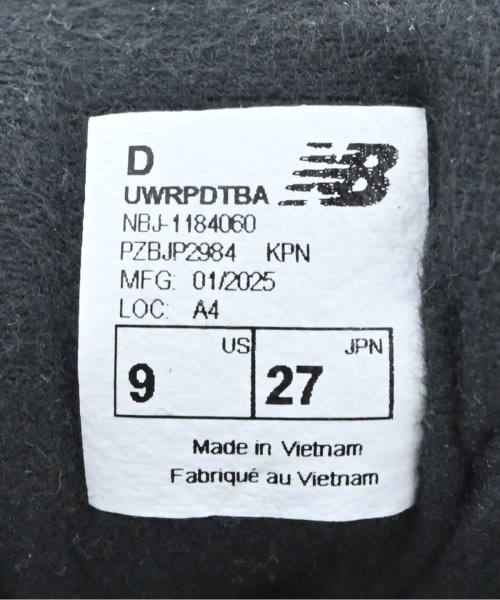 D
UWRPDTBA
NB
NBJ-1184060
PZBJP2984 KPN
MFG: 01/2025
LOC: A4
US JPN
9 27
Made in Vietnam
Fabriqué au Vietnam